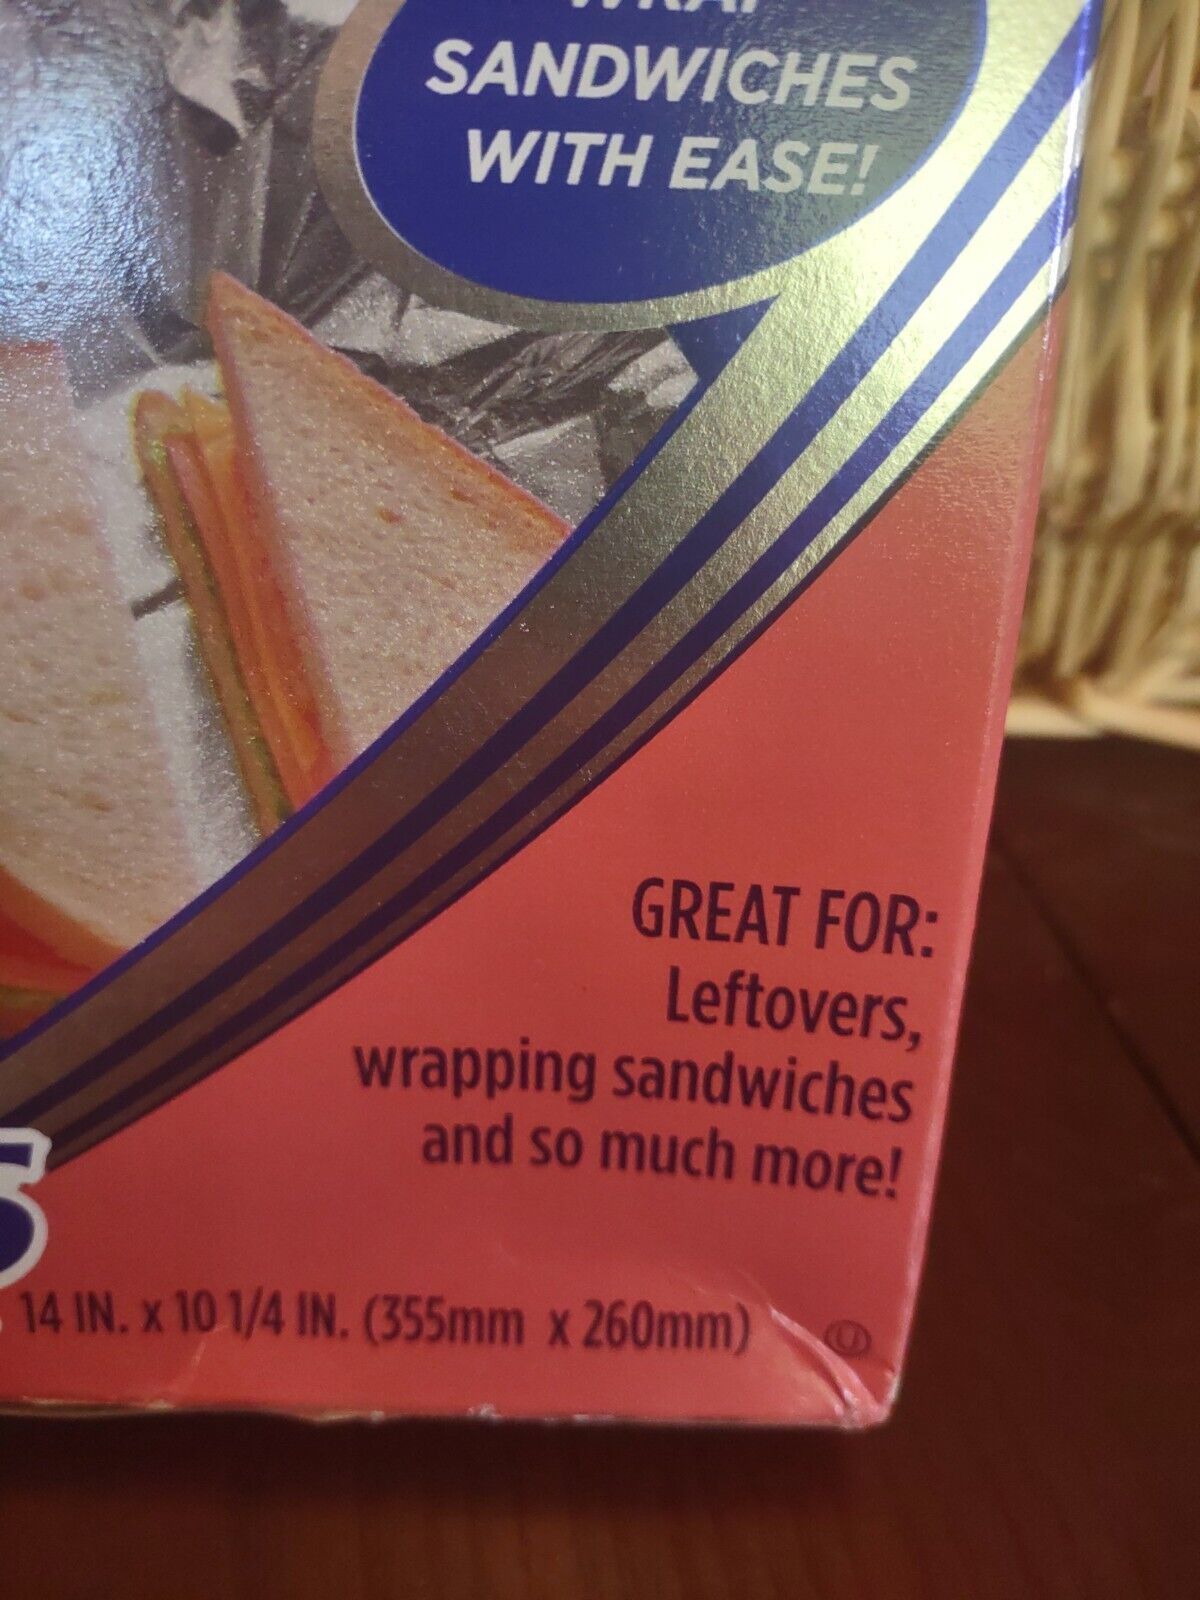 WRAP
SANDWICHES
WITH EASE!
GREAT FOR:
Leftovers,
wrapping sandwiches
and so much more!
14 IN. x 10 1/4 IN. (355mm x 260mm)
U